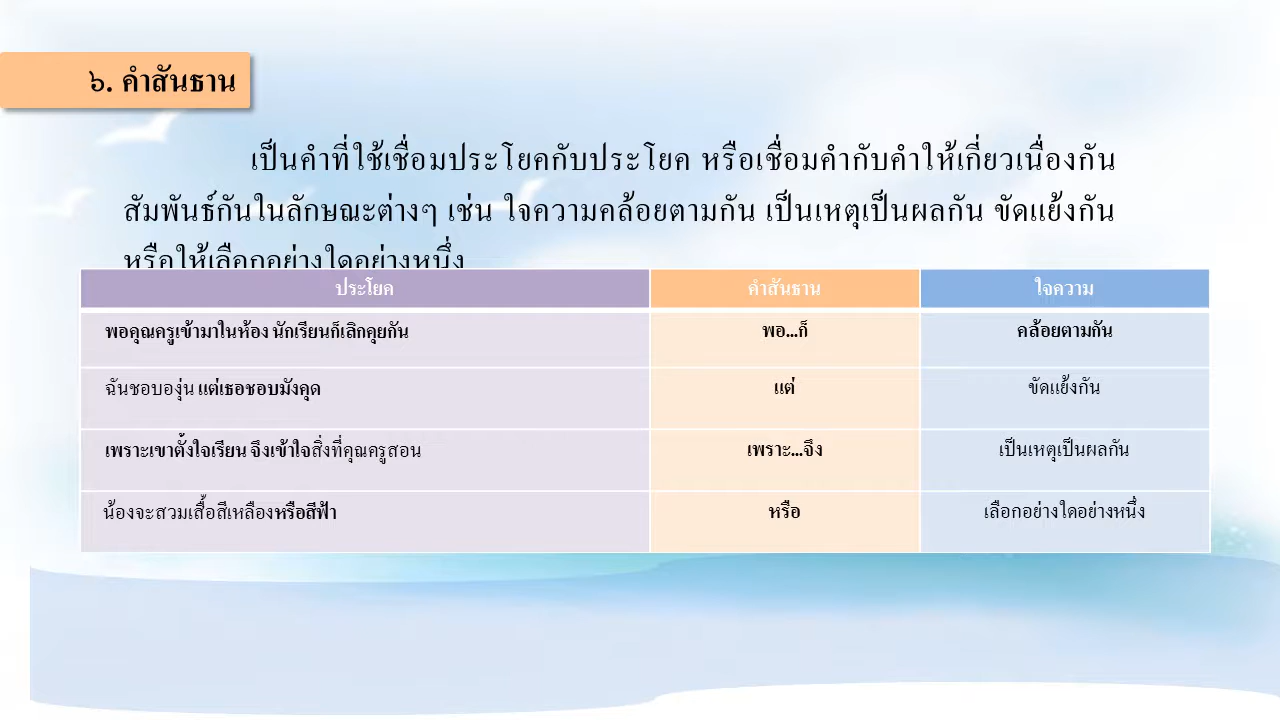 ๖. คำสันธาน
เป็นคำที่ใช้เชื่อมประโยคกับประโยค หรือเชื่อมคำกับคำให้เกี่ยวเนื่องกัน
สัมพันธ์กันในลักษณะต่างๆ เช่น ใจความคล้อยตามกัน เป็นเหตุเป็นผลกัน ขัดแย้งกัน
หรือให้เลือกอย่างใดอย่างหนึ่ง
ประโยค คำสันธาน ใจความ
พอคุณครูเข้ามาในห้อง นักเรียนก็เลิกคุยกัน พอ...ก็ คล้อยตามกัน
ฉันชอบองุ่น แต่เธอชอบมังคุด แต่ ขัดแย้งกัน
เพราะเขาตั้งใจเรียน จึงเข้าใจสิ่งที่คุณครูสอน เพราะ...จึง เป็นเหตุเป็นผลกัน
น้องจะสวมเสื้อสีเหลืองหรือสีฟ้า หรือ เลือกอย่างใดอย่างหนึ่ง